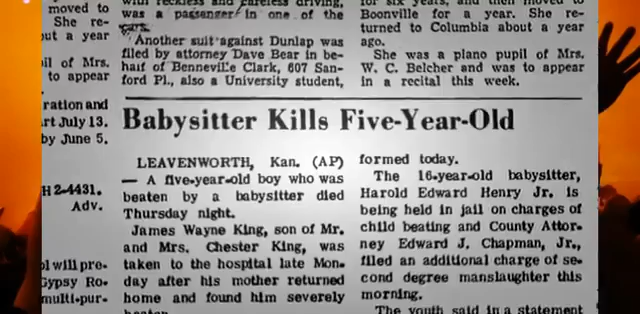 moved to
She re-
out a year
il of Mrs.
to appear
ration and
rt July 13.
by June 5.
H 2-4431.
Adv.
ol will pre-
Gypsy Ro-
multi-pur-
with reckless and careless driving,
was a passenger in one of the
cars.
Another suit against Dunlap was
filed by attorney Dave Bear in be-
half of Benneville Clark, 607 San-
ford Pl., also a University student,
for six years, and then moved to
Boonville for a year. She re-
turned to Columbia about a year
ago.
She was a piano pupil of Mrs.
W. C. Belcher and was to appear
in a recital this week.
Babysitter Kills Five-Year-Old
LEAVENWORTH, Kan. (AP)
— A five-year-old boy who was
beaten by a babysitter died
Thursday night.
James Wayne King, son of Mr.
and Mrs. Chester King, was
taken to the hospital late Mon-
day after his mother returned
home and found him severely
beaten.
formed today.
The 16-year-old babysitter,
Harold Edward Henry Jr. is
being held in jail on charges of
child beating and County Attor-
ney Edward J. Chapman, Jr.,
filed an additional charge of se-
cond degree manslaughter this
morning.
The youth said in a statement